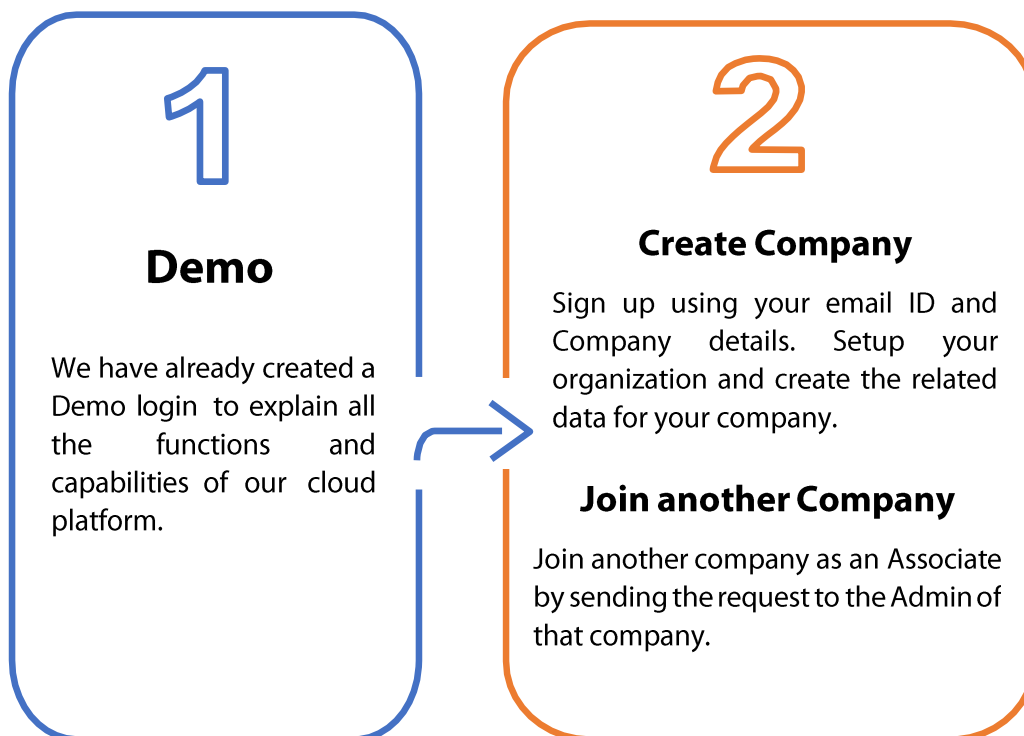 1
Demo
We have already created a
Demo login to explain all
the functions and
capabilities of our cloud
platform.
2
Create Company
Sign up using your email ID and
Company details. Setup your
organization and create the related
data for your company.
Join another Company
Join another company as an Associate
by sending the request to the Admin of
that company.